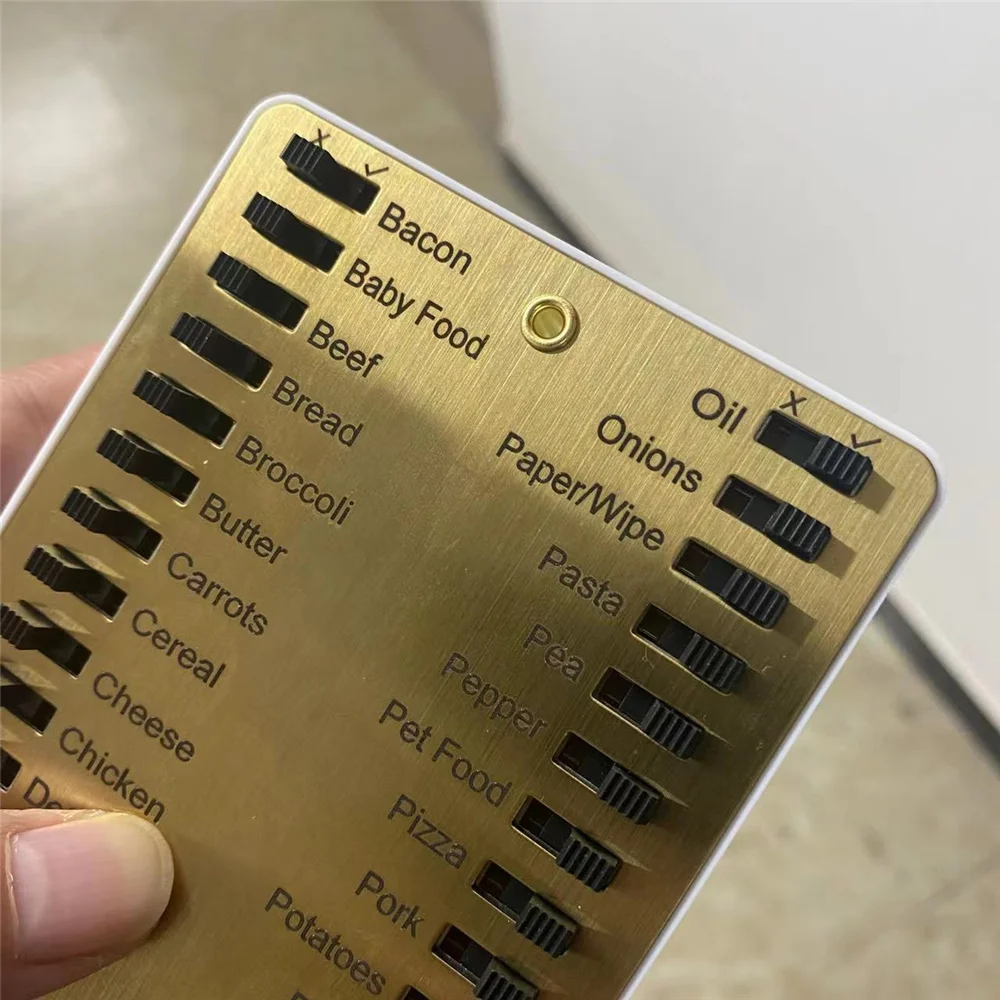 X ✓
Bacon
Baby Food
Beef
Bread
Broccoli
Butter
Carrots
Cereal
Cheese
Chicken
X ✓
Oil
Onions
Paper/Wipe
Pasta
Pea
Pepper
Pet Food
Pizza
Pork
Potatoes